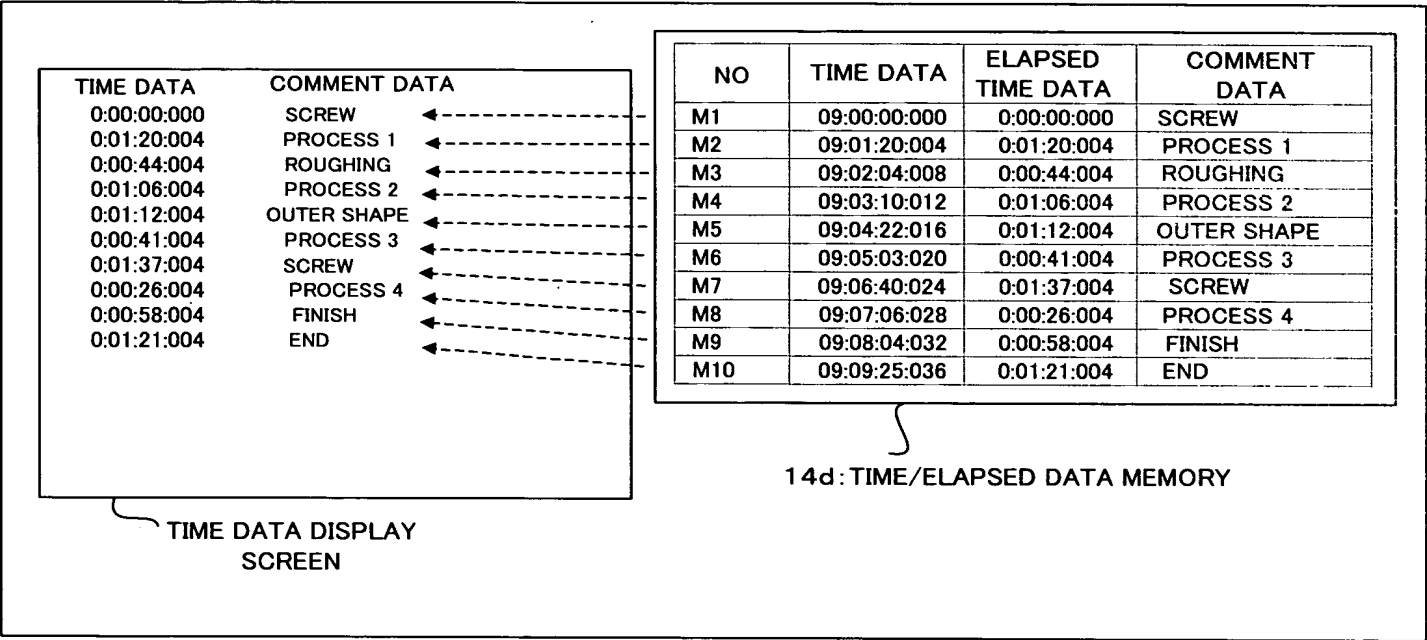 TIME DATA COMMENT DATA
0:00:00:000 SCREW
0:01:20:004 PROCESS 1
0:00:44:004 ROUGHING
0:01:06:004 PROCESS 2
0:01:12:004 OUTER SHAPE
0:00:41:004 PROCESS 3
0:01:37:004 SCREW
0:00:26:004 PROCESS 4
0:00:58:004 FINISH
0:01:21:004 END
TIME DATA DISPLAY
SCREEN
NO TIME DATA ELAPSED TIME DATA COMMENT DATA
M1 09:00:00:000 0:00:00:000 SCREW
M2 09:01:20:004 0:01:20:004 PROCESS 1
M3 09:02:04:008 0:00:44:004 ROUGHING
M4 09:03:10:012 0:01:06:004 PROCESS 2
M5 09:04:22:016 0:01:12:004 OUTER SHAPE
M6 09:05:03:020 0:00:41:004 PROCESS 3
M7 09:06:40:024 0:01:37:004 SCREW
M8 09:07:06:028 0:00:26:004 PROCESS 4
M9 09:08:04:032 0:00:58:004 FINISH
M10 09:09:25:036 0:01:21:004 END
14d:TIME/ELAPSED DATA MEMORY